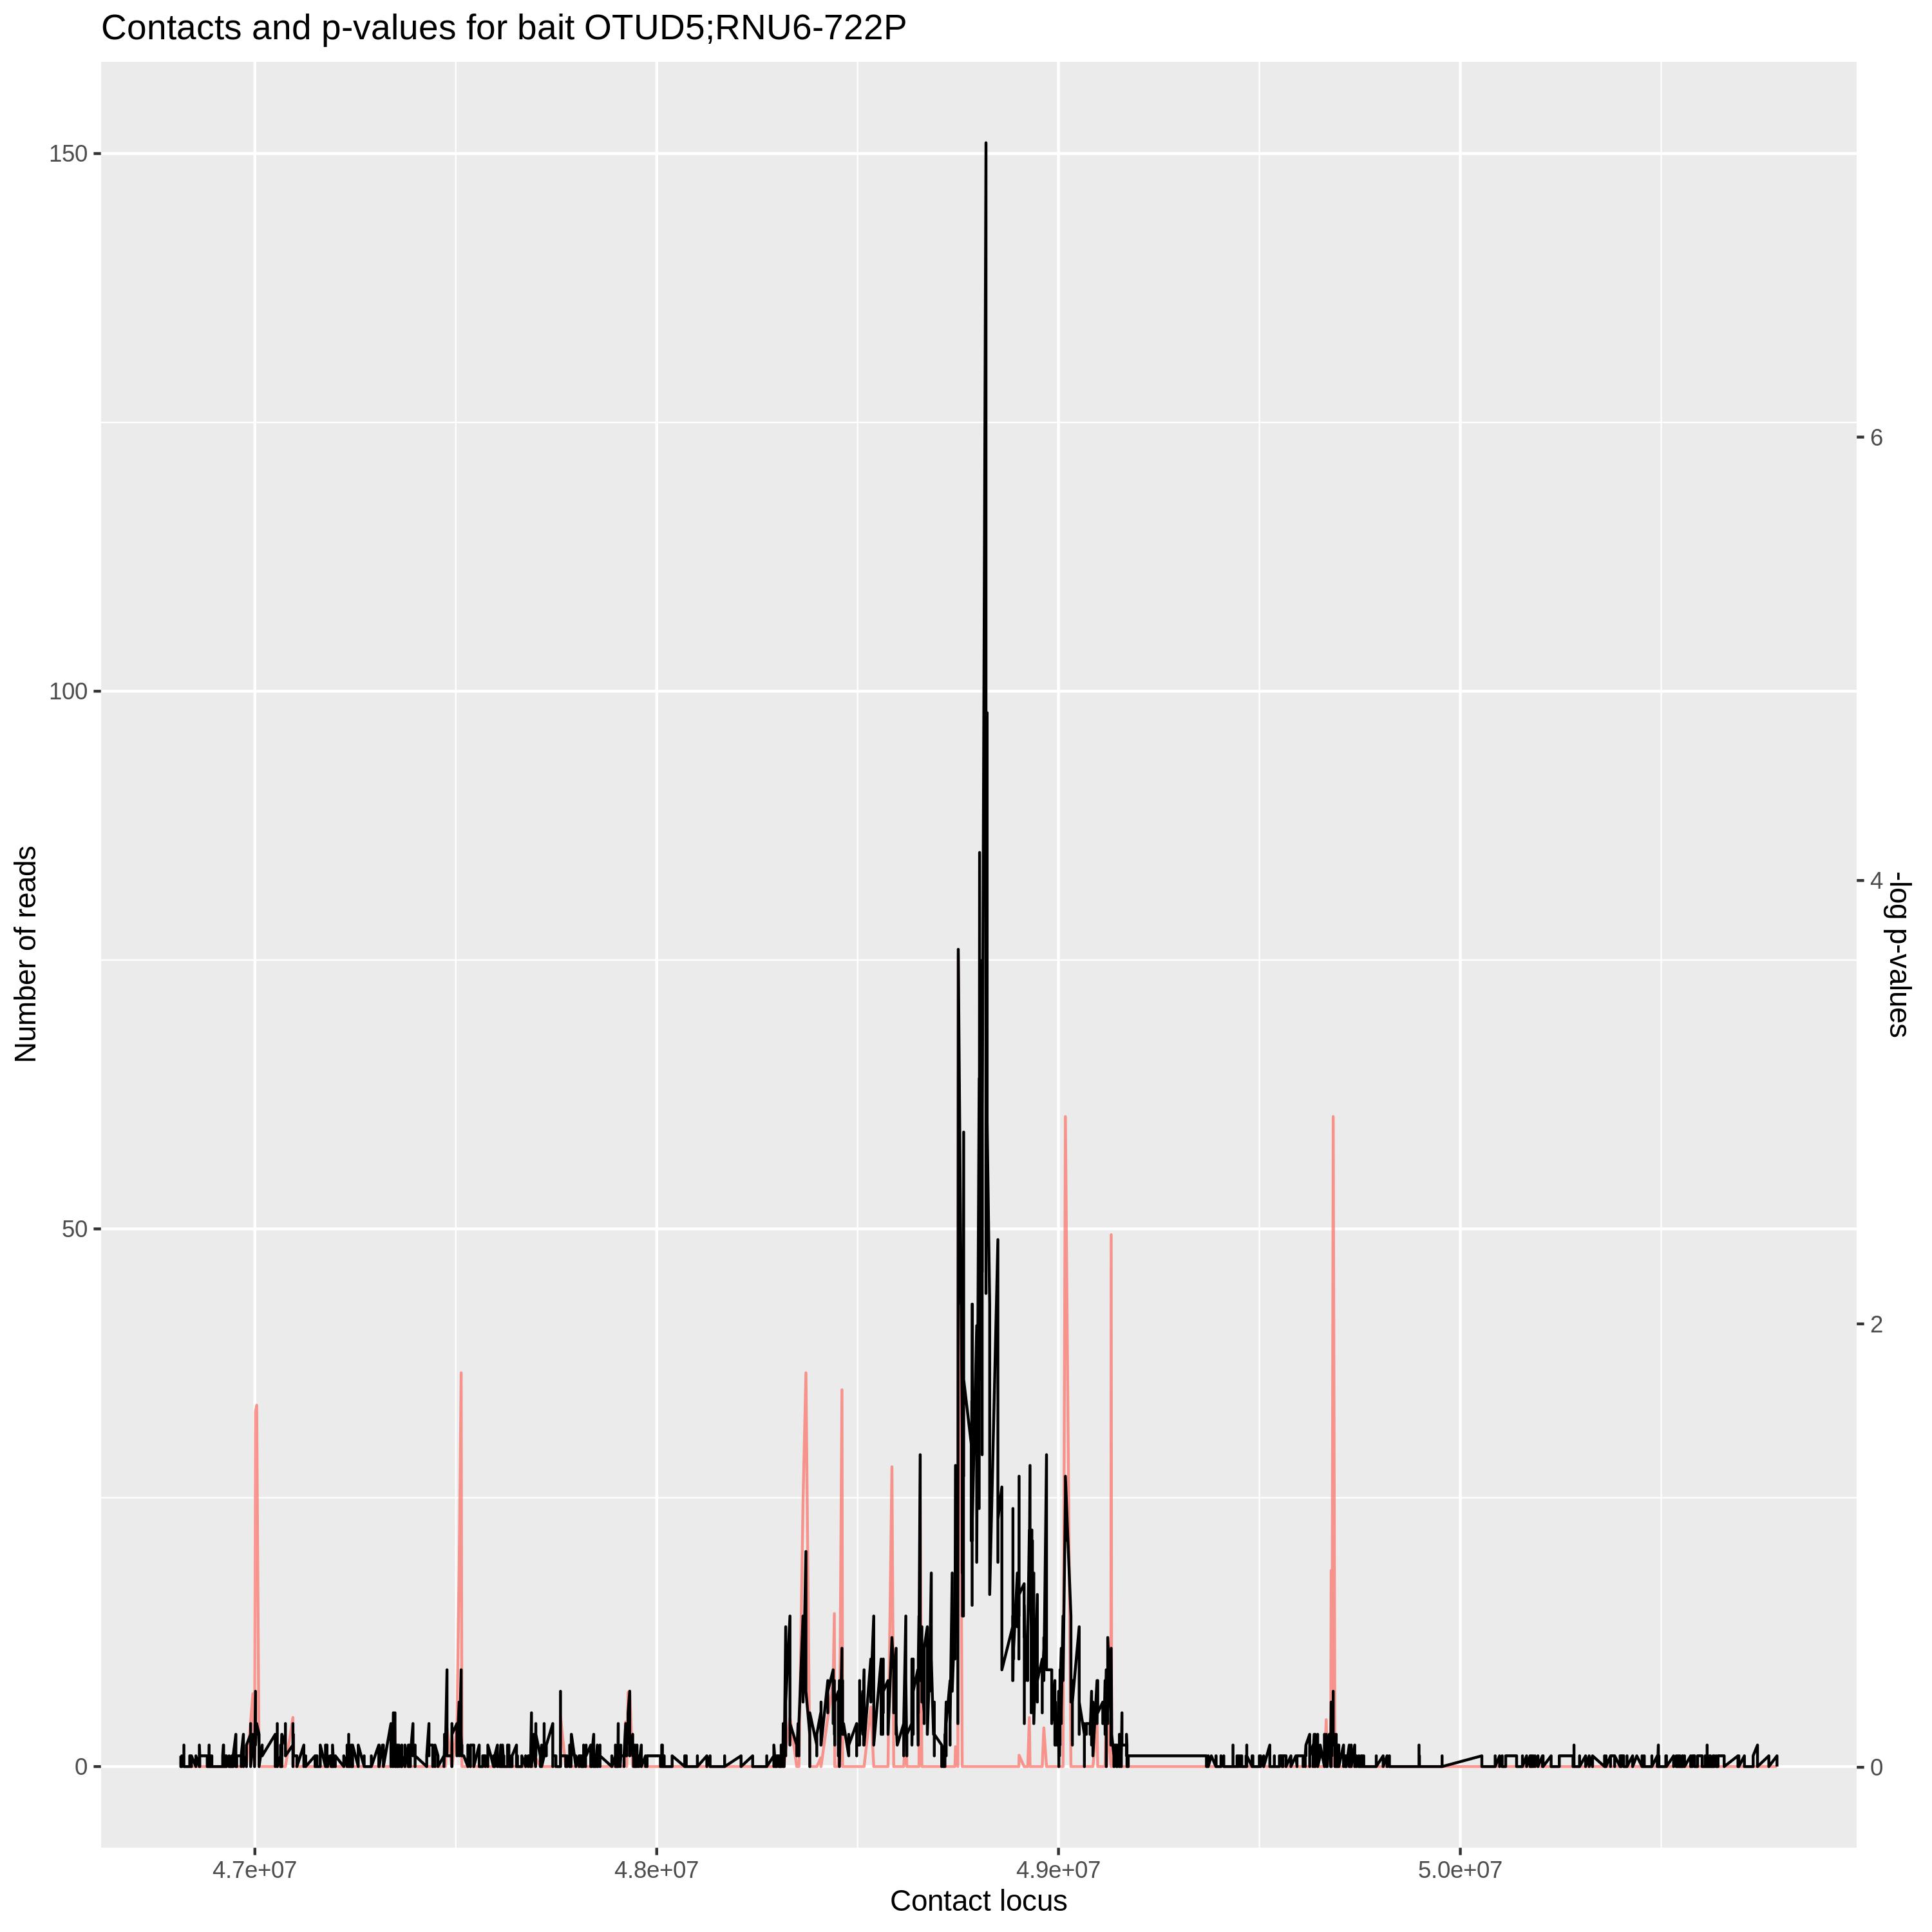 Contacts and p-values for bait OTUD5;RNU6-722P
150
100
50
0
Number of reads
6
4
2
0
-log p-values
4.7e+07
4.8e+07
4.9e+07
5.0e+07
Contact locus